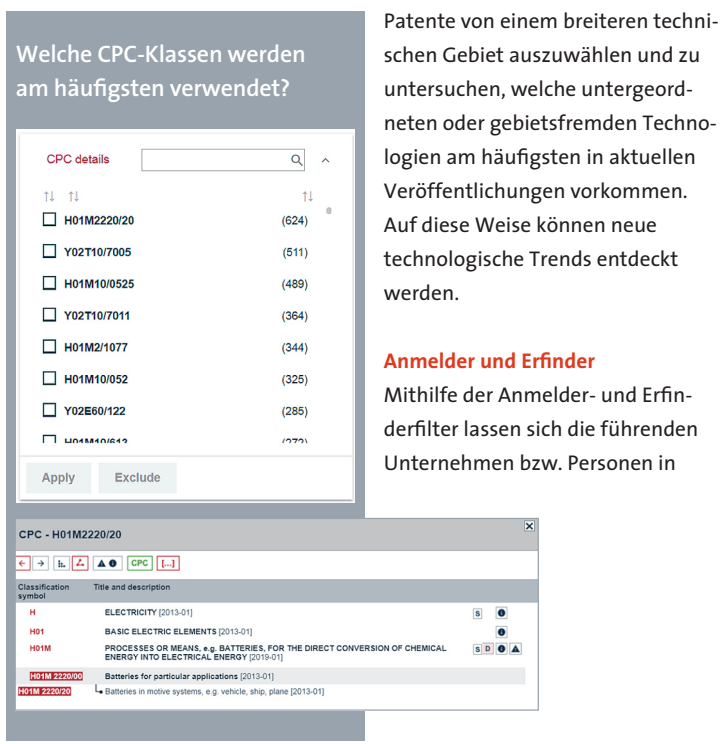 Welche CPC-Klassen werden
am häufigsten verwendet?
CPC details
H01M2220/20 (624)
Y02T10/7005 (511)
H01M10/0525 (489)
Y02T10/7011 (364)
H01M2/1077 (344)
H01M10/052 (325)
Y02E60/122 (285)
H01M10/613 (272)
Apply Exclude
CPC - H01M2220/20
CPC [...]
Classification
symbol
Title and description
H ELECTRICITY [2013-01] S
H01 BASIC ELECTRIC ELEMENTS [2013-01]
H01M PROCESSES OR MEANS, e.g. BATTERIES, FOR THE DIRECT CONVERSION OF CHEMICAL S D
ENERGY INTO ELECTRICAL ENERGY [2019-01]
H01M 2220/00 Batteries for particular applications [2013-01]
H01M 2220/20 Batteries in motive systems, e.g. vehicle, ship, plane [2013-01]
Patente von einem breiteren techni-
schen Gebiet auszuwählen und zu
untersuchen, welche untergeord-
neten oder gebietsfremden Techno-
logien am häufigsten in aktuellen
Veröffentlichungen vorkommen.
Auf diese Weise können neue
technologische Trends entdeckt
werden.
Anmelder und Erfinder
Mithilfe der Anmelder- und Erfin-
derfilter lassen sich die führenden
Unternehmen bzw. Personen in